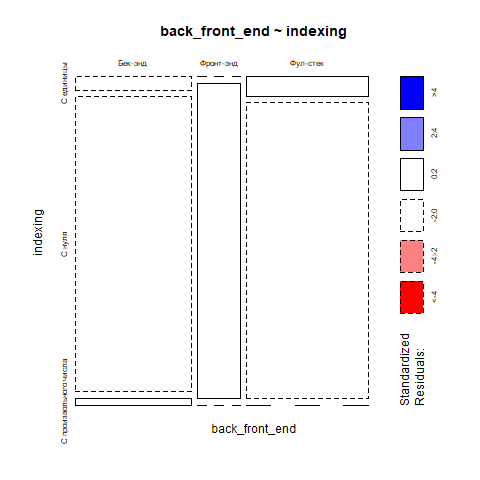 back_front_end ~ indexing
Бек-энд Фронт-энд Фул-стек
С единицы
С нуля
С произвольного числа
indexing
back_front_end
>4
2:4
0:2
-2:0
-4:-2
<-4
Standardized
Residuals: